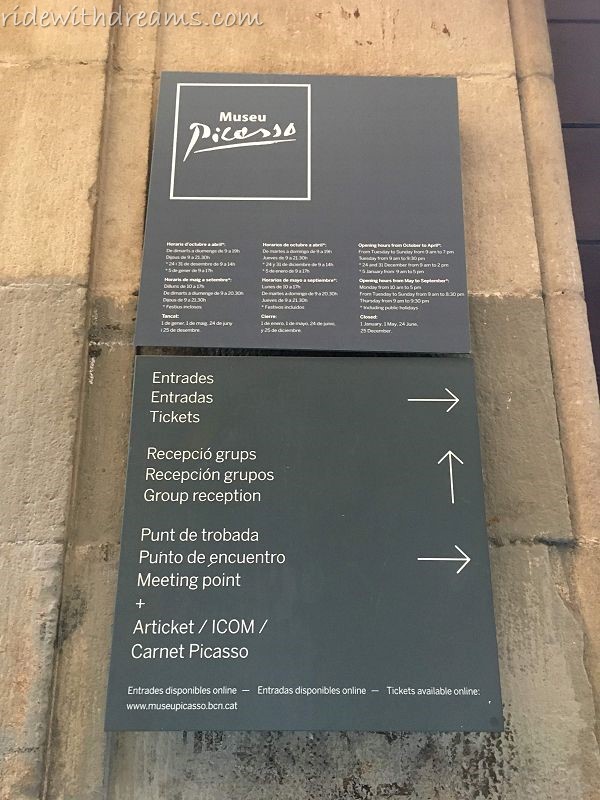 ridewithdreams.com
Museu
Picasso
Horaris d'octubre a abril*:
De dimarts a diumenge de 9 a 19h
Dijous de 9 a 21.30h
* 24 i 31 de desembre de 9 a 14h
* 5 de gener de 9 a 17h
Horaris de maig a setembre*:
Dilluns de 10 a 17h
De dimarts a diumenge de 9 a 20.30h
Dijous de 9 a 21.30h
* Festius inclosos
Tancat:
1 de gener, 1 de maig, 24 de juny
i 25 de desembre.
Horarios de octubre a abril*:
De martes a domingo de 9 a 19h
Jueves de 9 a 21.30h
* 24 y 31 de diciembre de 9 a 14h
* 5 de enero de 9 a 17h
Horarios de mayo a septiembre*:
Lunes de 10 a 17h
De martes a domingo de 9 a 20.30h
Jueves de 9 a 21.30h
* Festivos incluidos
Cierre:
1 de enero, 1 de mayo, 24 de junio,
y 25 de diciembre.
Opening hours from October to April*:
From Tuesday to Sunday from 9 am to 7 pm
Tuesday from 9 am to 9:30 pm
* 24 and 31 December from 9 am to 2 pm
* 5 January from 9 am to 5 pm
Opening hours from May to September*:
Monday from 10 am to 5 pm
From Tuesday to Sunday from 9 am to 8:30 pm
Thursday from 9 am to 9:30 pm
* Including public holidays
Closed:
1 January, 1 May, 24 June,
25 December.
Entrades
Entradas
Tickets
Recepció grups
Recepción grupos
Group reception
Punt de trobada
Punto de encuentro
Meeting point
+
Articket / ICOM /
Carnet Picasso
Entrades disponibles online — Entradas disponibles online — Tickets available online:
www.museupicasso.bcn.cat